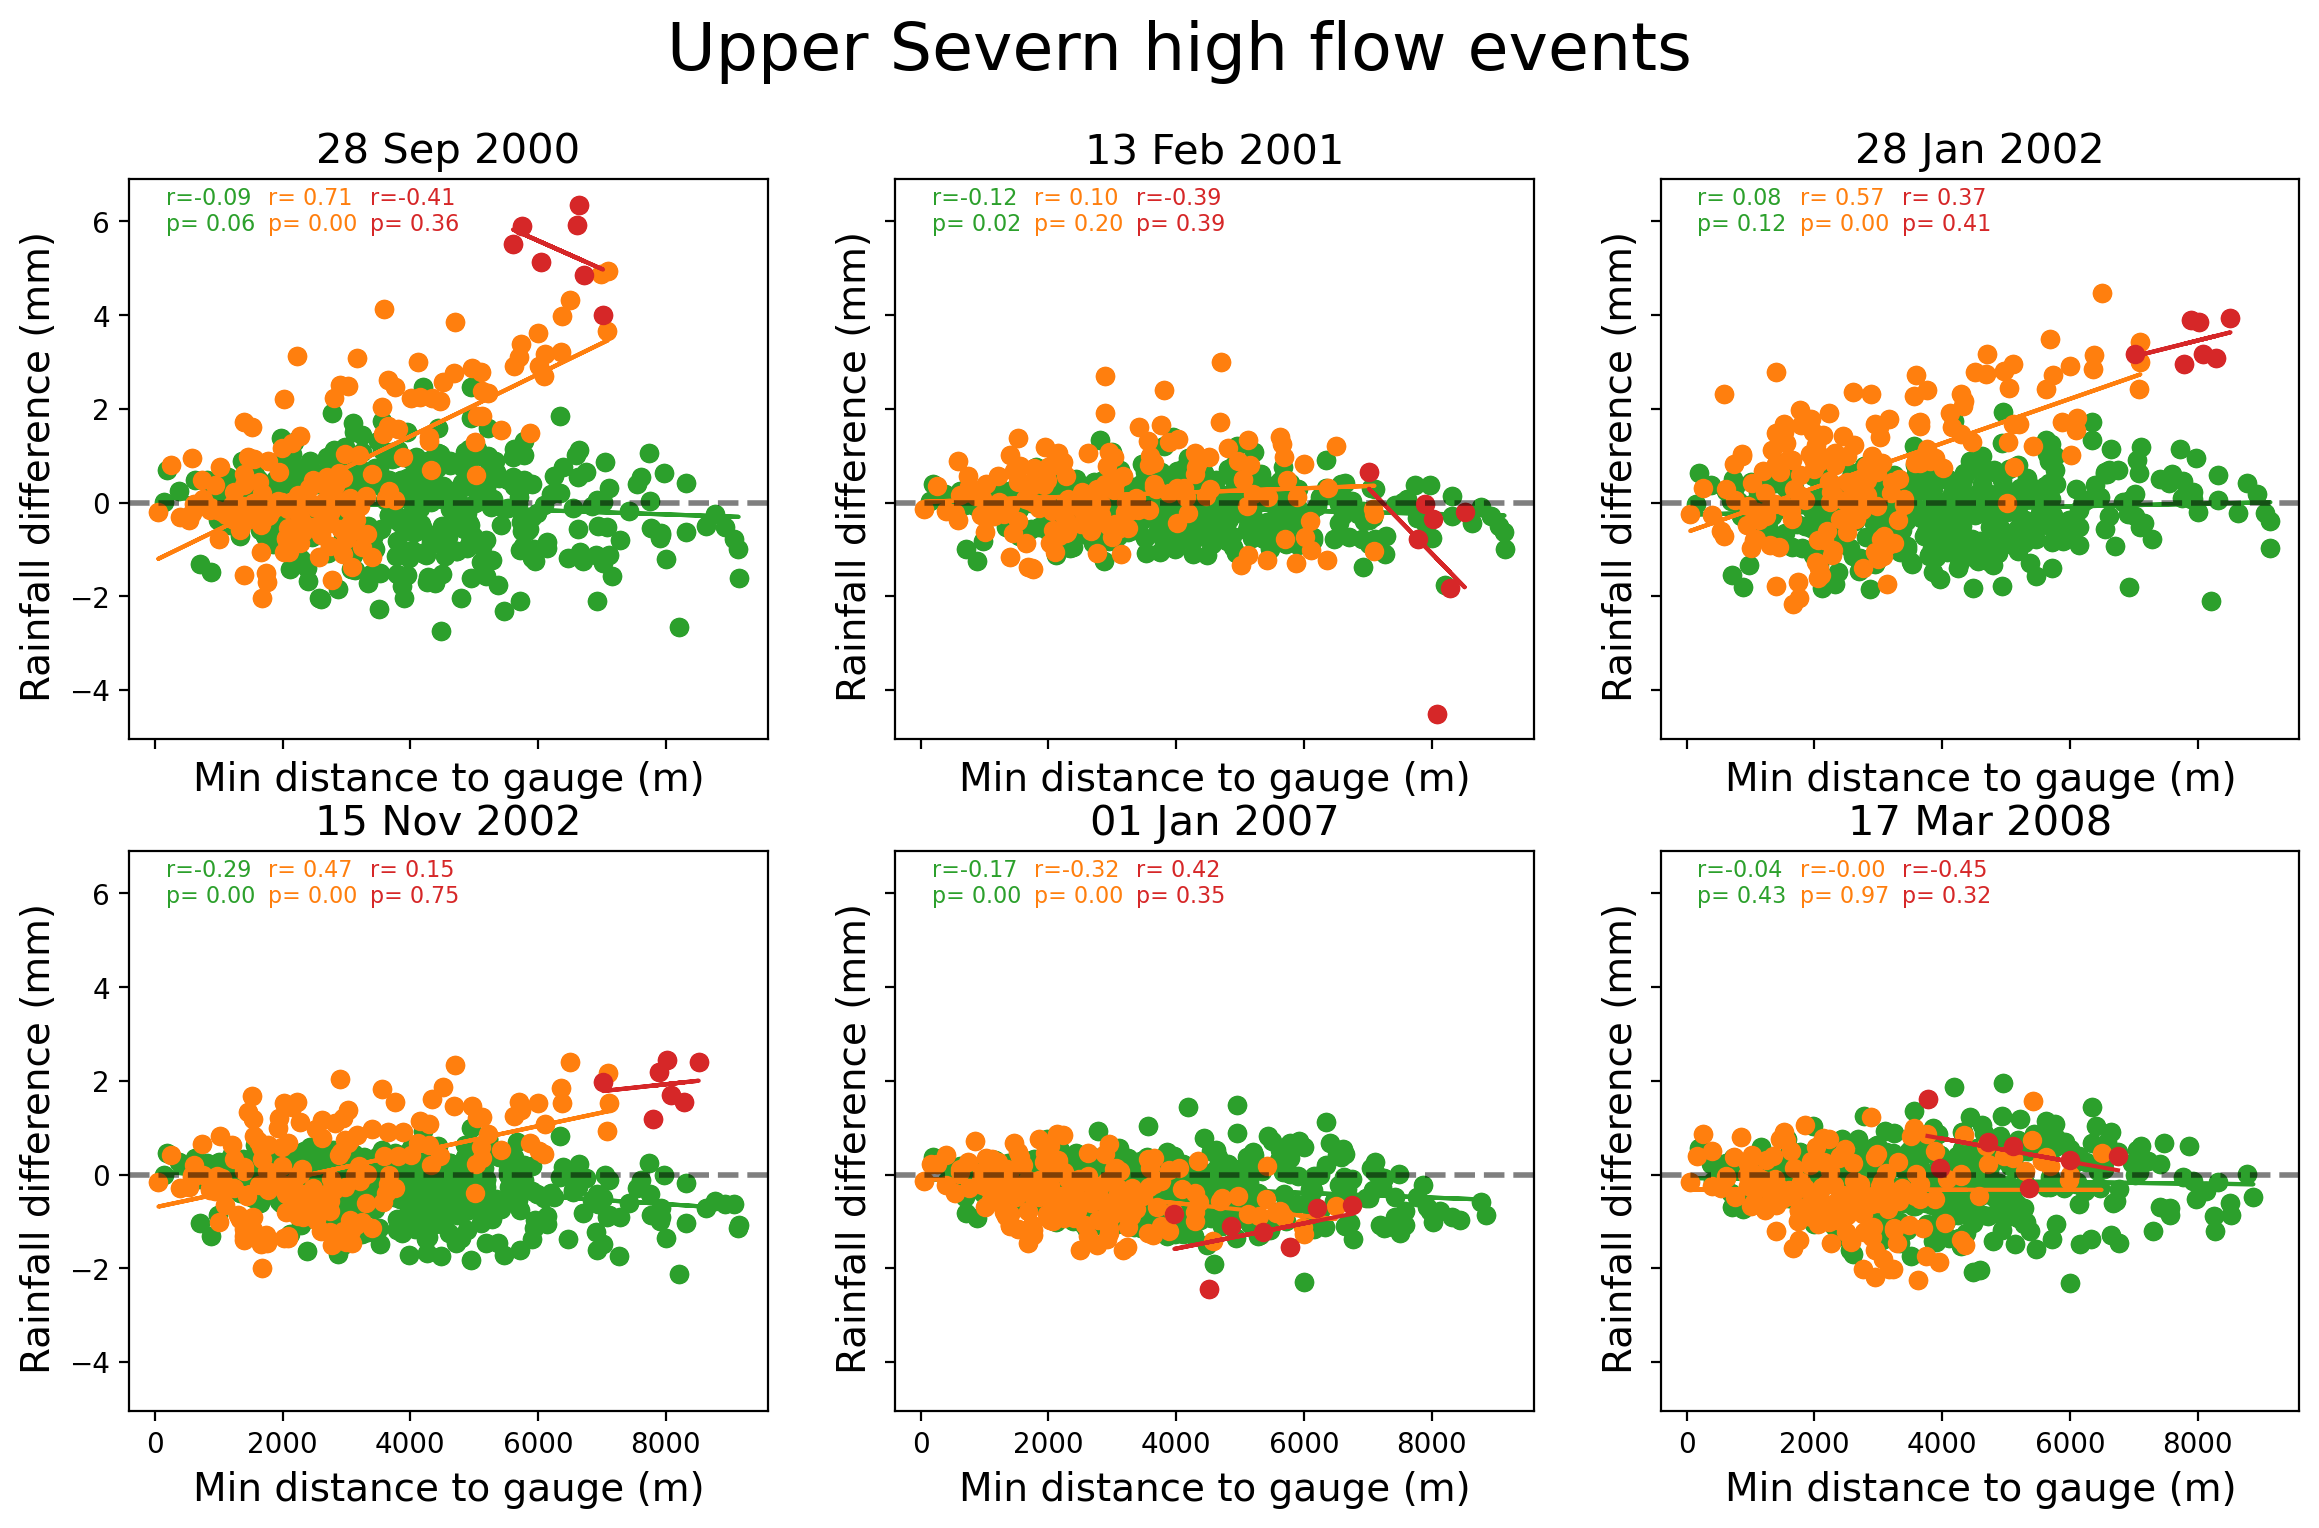 Upper Severn high flow events
28 Sep 2000
13 Feb 2001
28 Jan 2002
r=-0.09 r= 0.71 r=-0.41
p= 0.06 p= 0.00 p= 0.36
r=-0.12 r= 0.10 r=-0.39
p= 0.02 p= 0.20 p= 0.39
r= 0.08 r= 0.57 r= 0.37
p= 0.12 p= 0.00 p= 0.41
Rainfall difference (mm)
6
4
2
0
−2
−4
Rainfall difference (mm)
Rainfall difference (mm)
Min distance to gauge (m)
Min distance to gauge (m)
Min distance to gauge (m)
15 Nov 2002
01 Jan 2007
17 Mar 2008
r=-0.29 r= 0.47 r= 0.15
p= 0.00 p= 0.00 p= 0.75
r=-0.17 r=-0.32 r= 0.42
p= 0.00 p= 0.00 p= 0.35
r=-0.04 r=-0.00 r=-0.45
p= 0.43 p= 0.97 p= 0.32
Rainfall difference (mm)
6
4
2
0
−2
−4
Rainfall difference (mm)
Rainfall difference (mm)
0 2000 4000 6000 8000
0 2000 4000 6000 8000
0 2000 4000 6000 8000
Min distance to gauge (m)
Min distance to gauge (m)
Min distance to gauge (m)